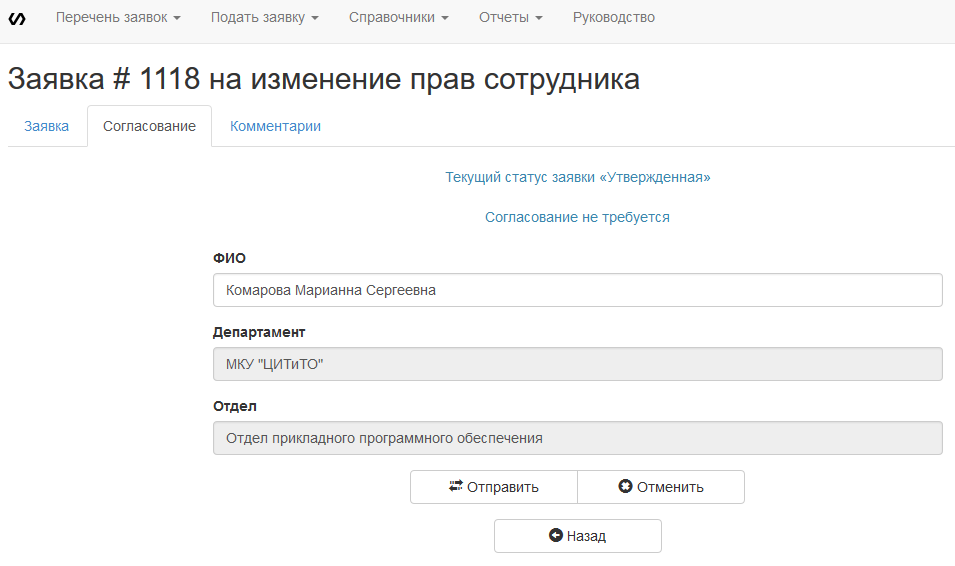 Перечень заявок Подать заявку Справочники Отчеты Руководство
Заявка # 1118 на изменение прав сотрудника
Заявка Согласование Комментарии
Текущий статус заявки «Утвержденная»
Согласование не требуется
ФИО
Комарова Марианна Сергеевна
Департамент
МКУ "ЦИТиТО"
Отдел
Отдел прикладного программного обеспечения
Отправить Отменить
Назад